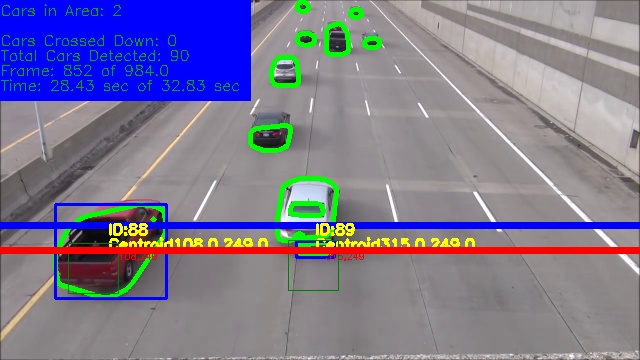 Cars in Area: 2
Cars Crossed Down: 0
Total Cars Detected: 90
Frame: 852 of 984.0
Time: 28.43 sec of 32.83 sec
ID:88
ID:89
Centroid108.0,249.0
Centroid315.0,249.0